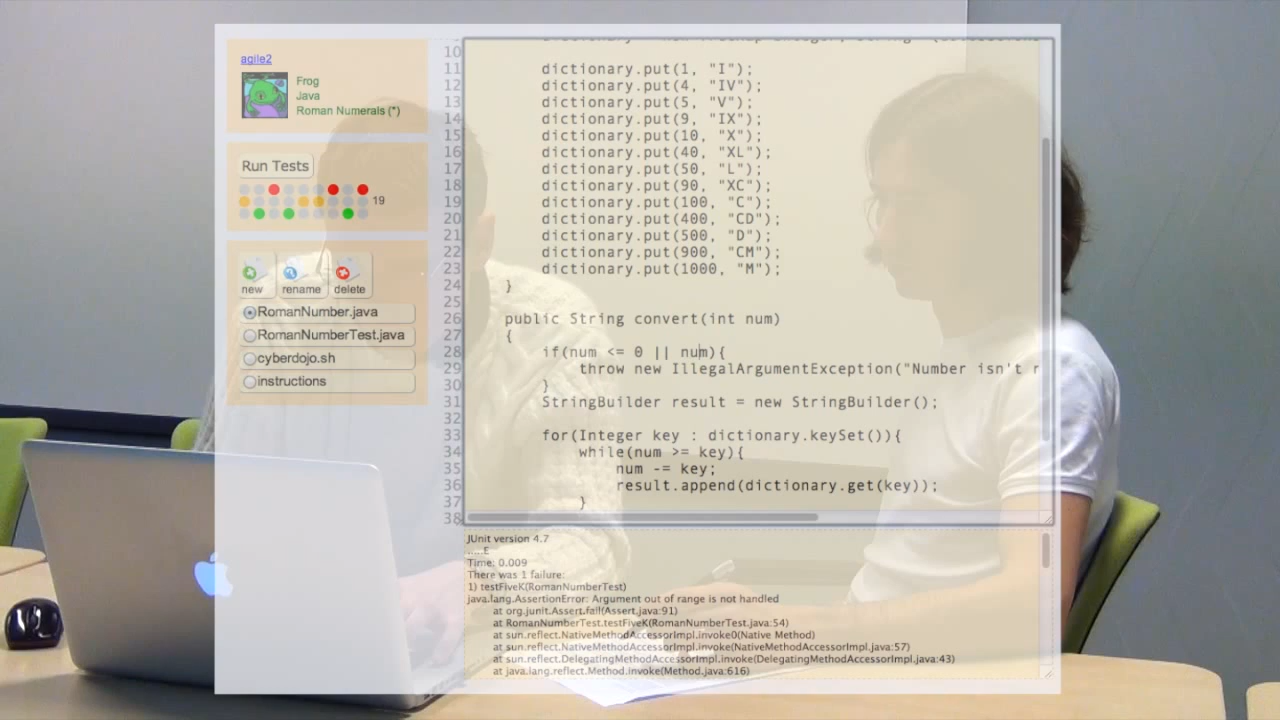 agile2
Frog
Java
Roman Numerals (*)
Run Tests
19
new rename delete
RomanNumber.java
RomanNumberTest.java
cyberdojo.sh
instructions
10
11 dictionary.put(1, "I");
12 dictionary.put(4, "IV");
13 dictionary.put(5, "V");
14 dictionary.put(9, "IX");
15 dictionary.put(10, "X");
16 dictionary.put(40, "XL");
17 dictionary.put(50, "L");
18 dictionary.put(90, "XC");
19 dictionary.put(100, "C");
20 dictionary.put(400, "CD");
21 dictionary.put(500, "D");
22 dictionary.put(900, "CM");
23 dictionary.put(1000, "M");
24 }
25
26 public String convert(int num)
27 {
28 if(num <= 0 || num){
29 throw new IllegalArgumentException("Number isn't
30 }
31 StringBuilder result = new StringBuilder();
32
33 for(Integer key : dictionary.keySet()){
34 while(num >= key){
35 num -= key;
36 result.append(dictionary.get(key));
37 }
38
JUnit version 4.7
.....E
Time: 0.009
There was 1 failure:
1) testFiveK(RomanNumberTest)
java.lang.AssertionError: Argument out of range is not handled
at org.junit.Assert.fail(Assert.java:91)
at RomanNumberTest.testFiveK(RomanNumberTest.java:54)
at sun.reflect.NativeMethodAccessorImpl.invoke0(Native Method)
at sun.reflect.NativeMethodAccessorImpl.invoke(NativeMethodAccessorImpl.java:57)
at sun.reflect.DelegatingMethodAccessorImpl.invoke(DelegatingMethodAccessorImpl.java:43)
at java.lang.reflect.Method.invoke(Method.java:616)